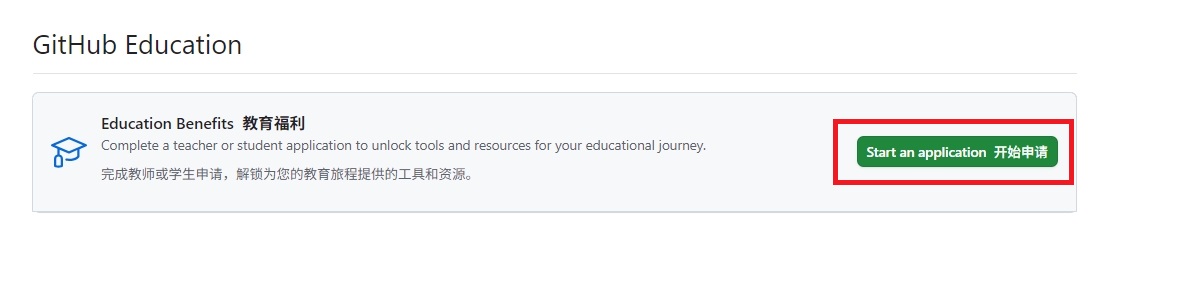 GitHub Education
Education Benefits 教育福利
Complete a teacher or student application to unlock tools and resources for your educational journey.
完成教师或学生申请，解锁为您的教育旅程提供的工具和资源。
Start an application 开始申请